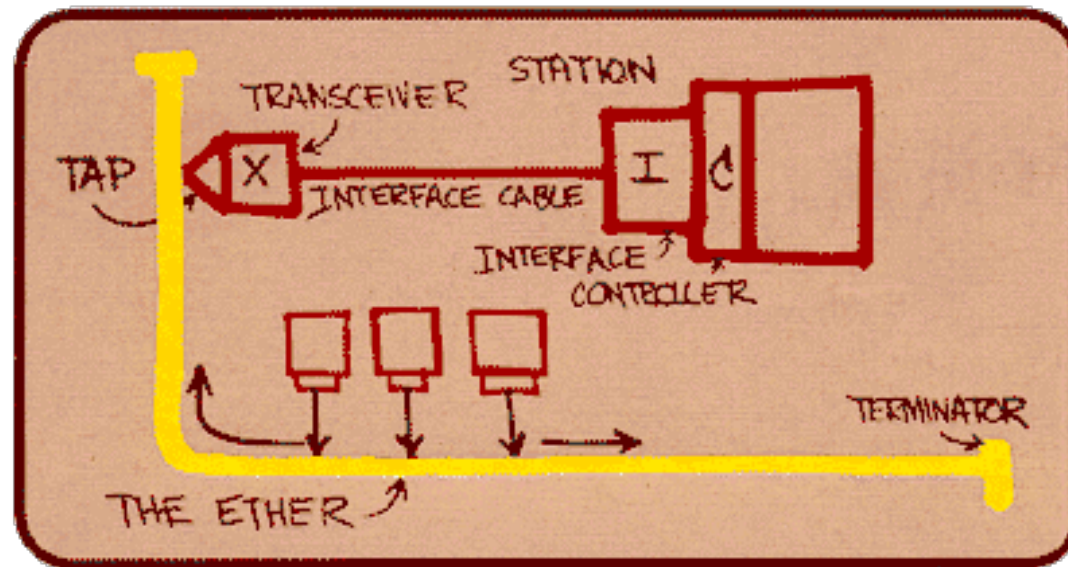 STATION
TRANSCEIVER
TAP
X
I
C
INTERFACE CABLE
INTERFACE
CONTROLLER
TERMINATOR
THE ETHER